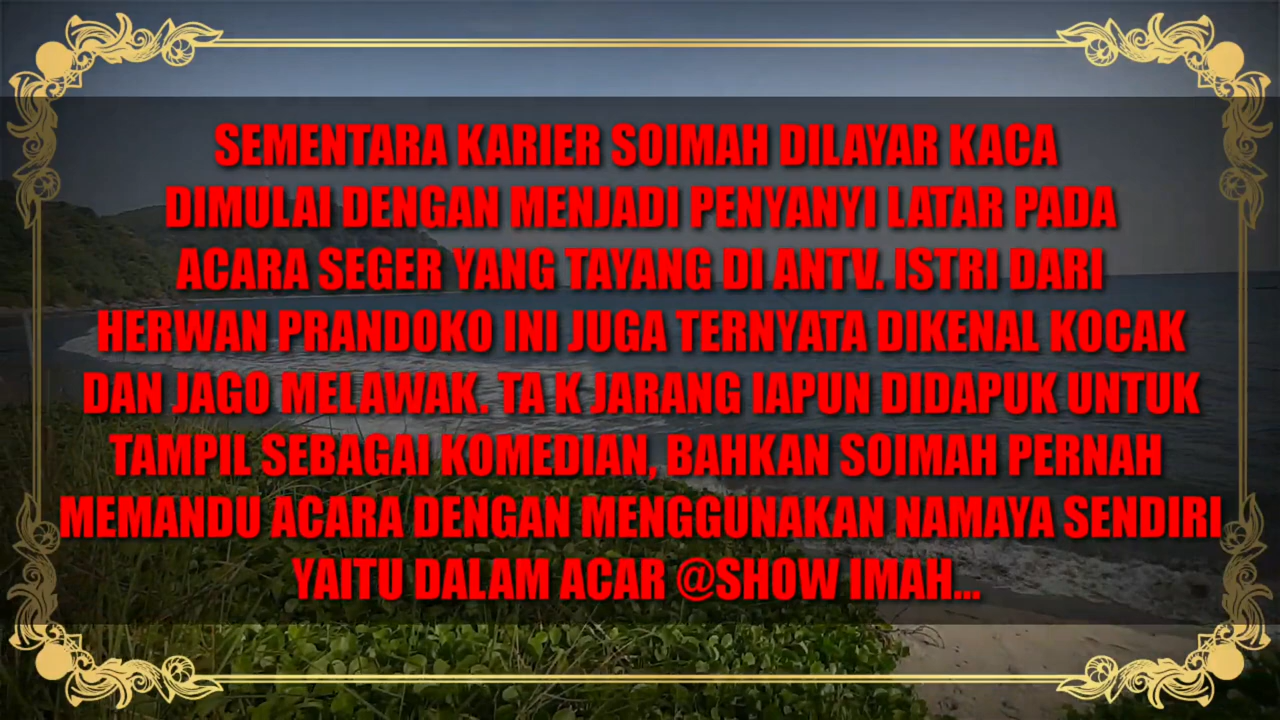 SEMENTARA KARIER SOIMAH DILAYAR KACA
DIMULAI DENGAN MENJADI PENYANYI LATAR PADA
ACARA SEGER YANG TAYANG DI ANTV. ISTRI DARI
HERWAN PRANDOKO INI JUGA TERNYATA DIKENAL KOCAK
DAN JAGO MELAWAK. TA K JARANG IAPUN DIDAPUK UNTUK
TAMPIL SEBAGAI KOMEDIAN, BAHKAN SOIMAH PERNAH
MEMANDU ACARA DENGAN MENGGUNAKAN NAMAYA SENDIRI
YAITU DALAM ACAR @SHOW IMAH...